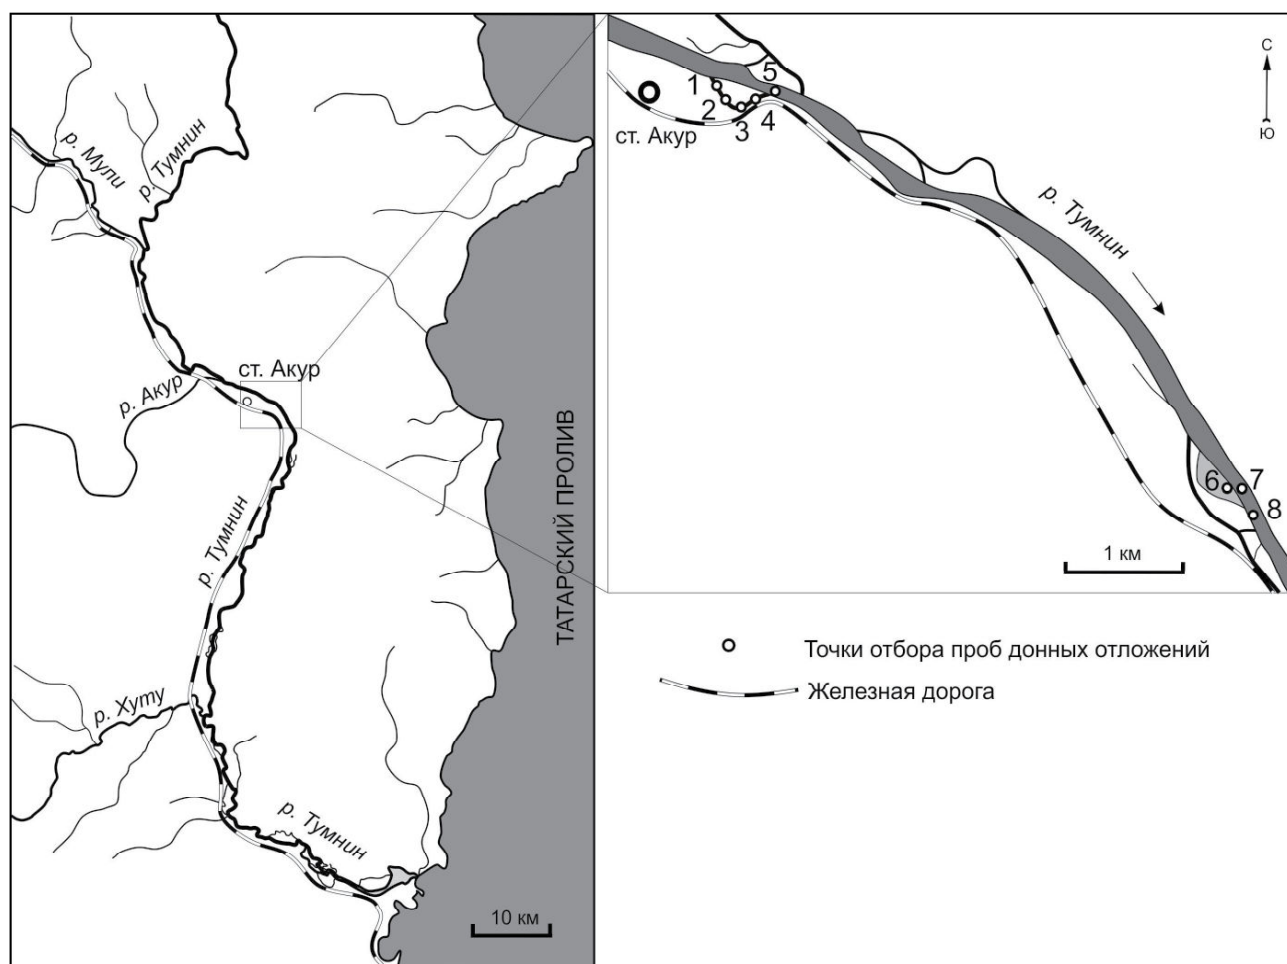 р. Мули
р. Тумнин
ст. Акур
р. Акур
р. Тумнин
р. Хуту
р. Тумнин
10 км
ТАТАРСКИЙ ПРОЛИВ
С
Ю
1
2
3
4
5
ст. Акур
р. Тумнин
6
7
8
1 км
Точки отбора проб донных отложений
Железная дорога